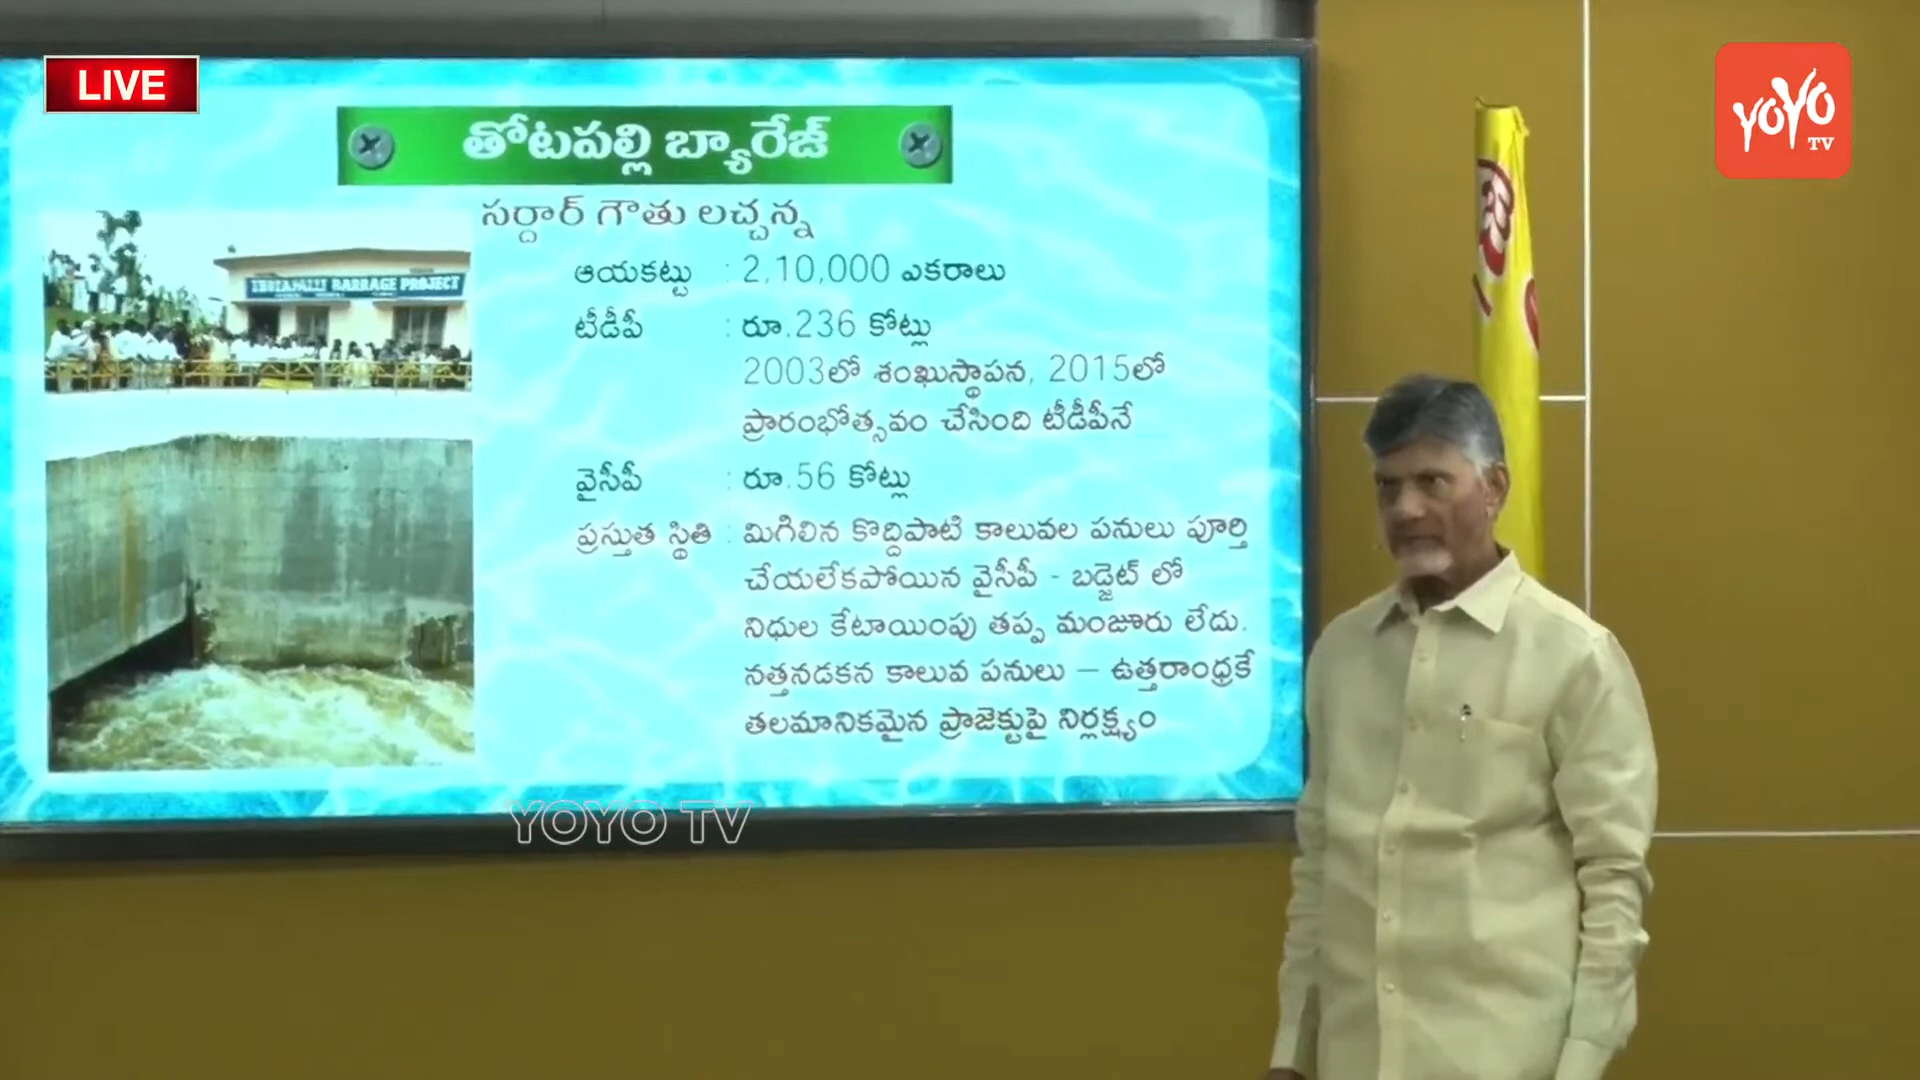 LIVE
YOYO TV
తోటపల్లి బ్యారేజ్
సర్దార్ గౌతు లచ్చన్న
THOTAPALLI BARRAGE PROJECT
ఆయకట్టు : 2,10,000 ఎకరాలు
టీడీపీ : రూ.236 కోట్లు
2003లో శంఖుస్థాపన, 2015లో
ప్రారంభోత్సవం చేసింది టీడీపీనే
వైసీపీ : రూ.56 కోట్లు
ప్రస్తుత స్థితి : మిగిలిన కొద్దిపాటి కాలువల పనులు పూర్తి
చేయలేకపోయిన వైసీపీ - బడ్జెట్ లో
నిధుల కేటాయింపు తప్ప మంజూరు లేదు.
నత్తనడకన కాలువ పనులు – ఉత్తరాంధ్రకే
తలమానికమైన ప్రాజెక్టుపై నిర్లక్ష్యం
YOYO TV